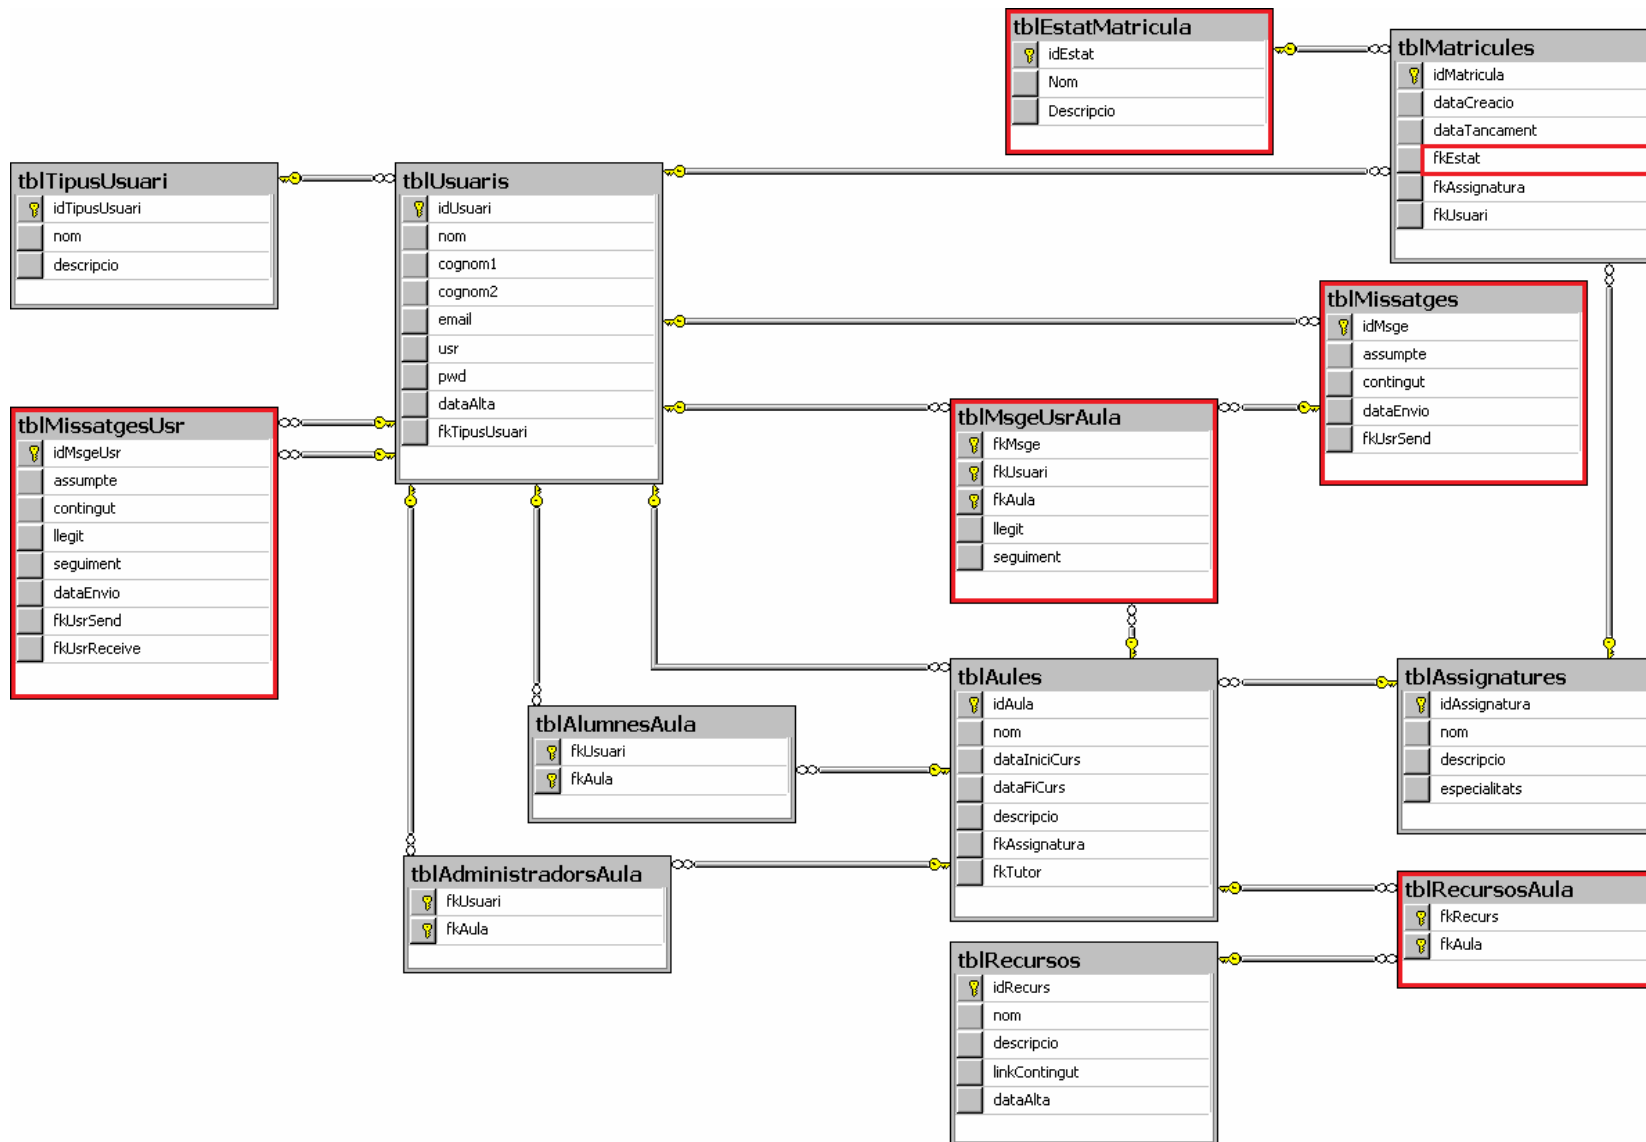 tblEstatMatricula
idEstat
Nom
Descripcio
tblMatricules
idMatricula
dataCreacio
dataTancament
fkEstat
fkAssignatura
fkUsuari
tblTipusUsuari
idTipusUsuari
nom
descripcio
tblUsuaris
idUsuari
nom
cognom1
cognom2
email
usr
pwd
dataAlta
fkTipusUsuari
tblMissatges
idMsge
assumpte
contingut
dataEnvio
fkUsrSend
tblMissatgesUsr
idMsgeUsr
assumpte
contingut
llegit
seguiment
dataEnvio
fkUsrSend
fkUsrReceive
tblMsgeUsrAula
fkMsge
fkUsuari
fkAula
llegit
seguiment
tblAules
idAula
nom
dataIniciCurs
dataFiCurs
descripcio
fkAssignatura
fkTutor
tblAssignatures
idAssignatura
nom
descripcio
especialitats
tblAlumnesAula
fkUsuari
fkAula
tblAdministradorsAula
fkUsuari
fkAula
tblRecursosAula
fkRecurs
fkAula
tblRecursos
idRecurs
nom
descripcio
linkContingut
dataAlta